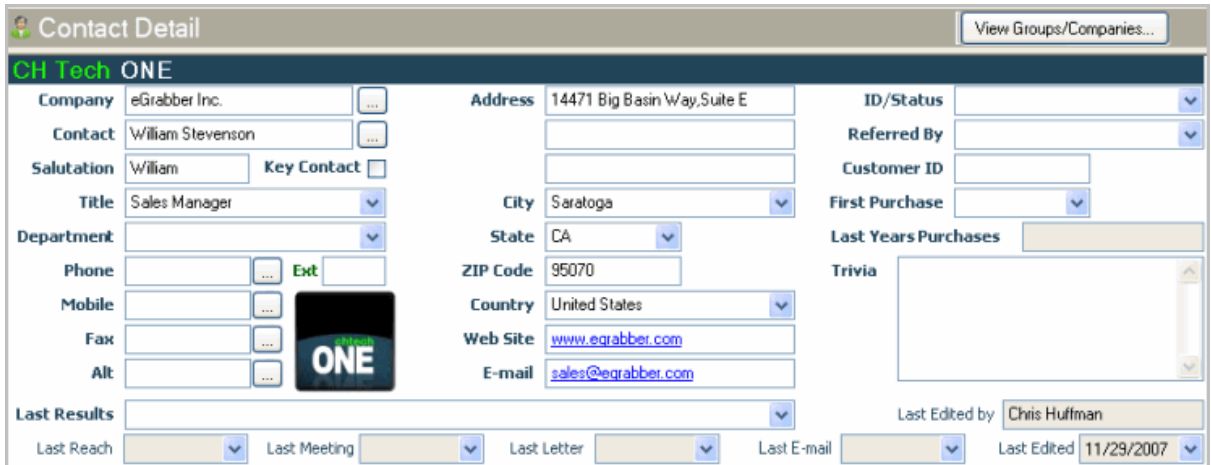 Contact Detail View Groups/Companies...
CH Tech ONE
Company eGrabber Inc. ... Address 14471 Big Basin Way,Suite E ID/Status
Contact William Stevenson ... Referred By
Salutation William Key Contact Customer ID
Title Sales Manager City Saratoga First Purchase
Department State CA Last Years Purchases
Phone ... Ext ZIP Code 95070 Trivia
Mobile ... Country United States
Fax ... chtech ONE Web Site www.egrabber.com
Alt ... E-mail sales@egrabber.com
Last Results Last Edited by Chris Huffman
Last Reach Last Meeting Last Letter Last E-mail Last Edited 11/29/2007